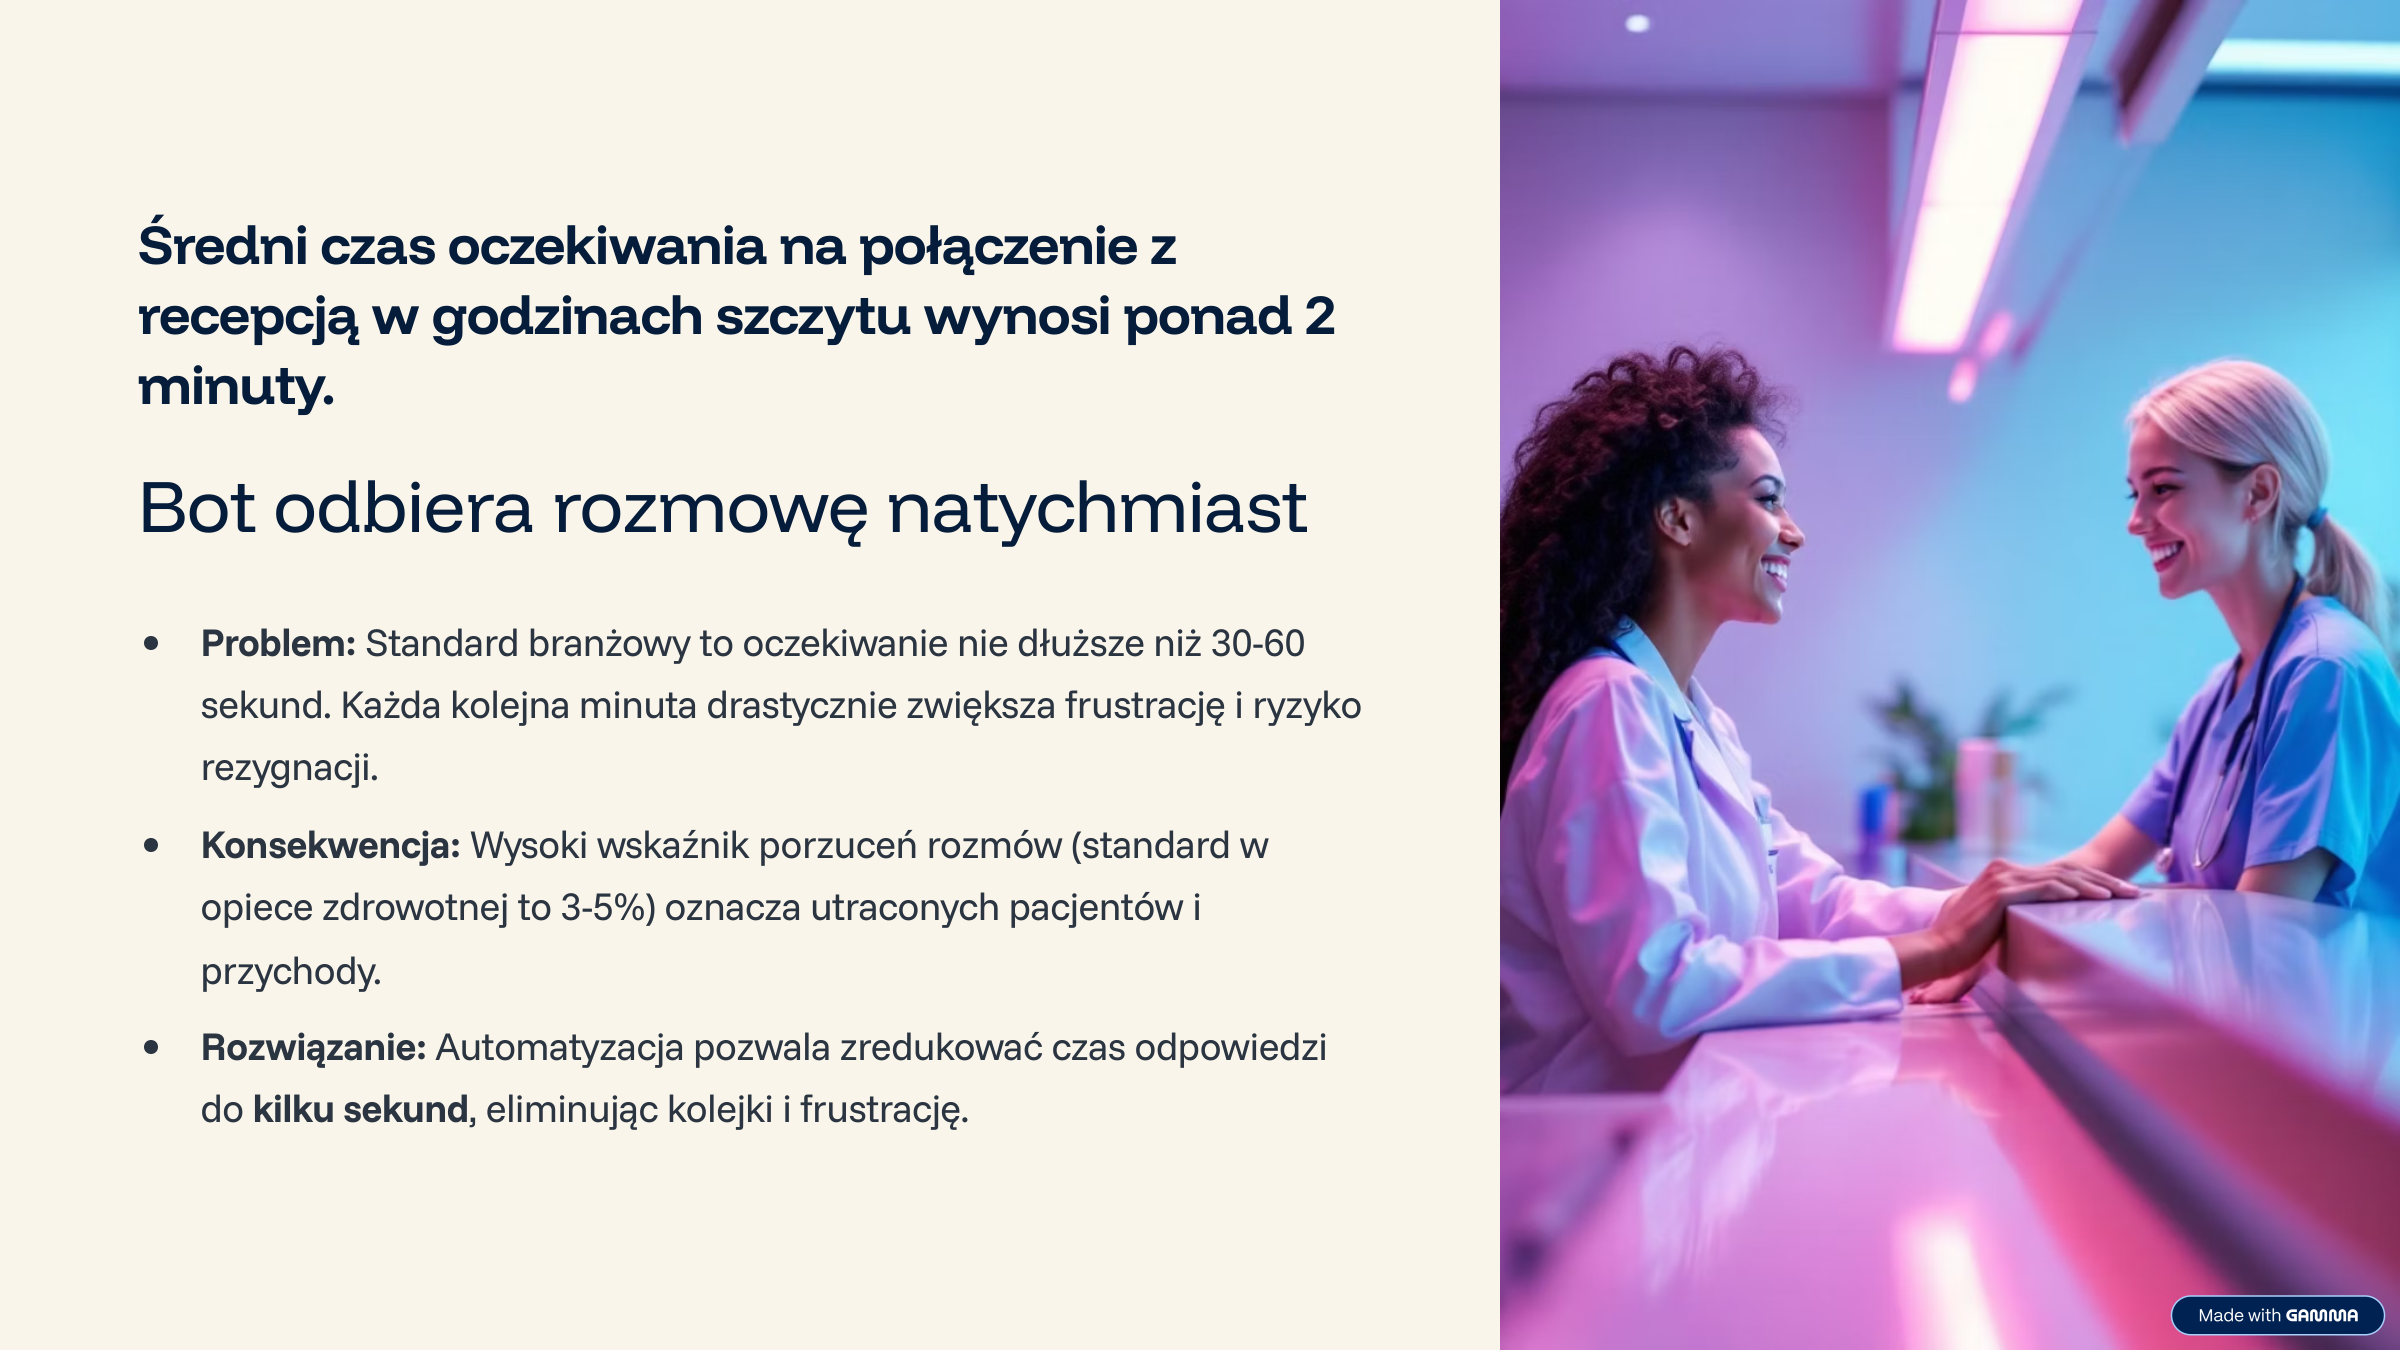 Średni czas oczekiwania na połączenie z
recepcją w godzinach szczytu wynosi ponad 2
minuty.
Bot odbiera rozmowę natychmiast
• Problem: Standard branżowy to oczekiwanie nie dłuższe niż 30-60
sekund. Każda kolejna minuta drastycznie zwiększa frustrację i ryzyko
rezygnacji.
• Konsekwencja: Wysoki wskaźnik porzuceń rozmów (standard w
opiece zdrowotnej to 3-5%) oznacza utraconych pacjentów i
przychody.
• Rozwiązanie: Automatyzacja pozwala zredukować czas odpowiedzi
do kilku sekund, eliminując kolejki i frustrację.
Made with GAMMA